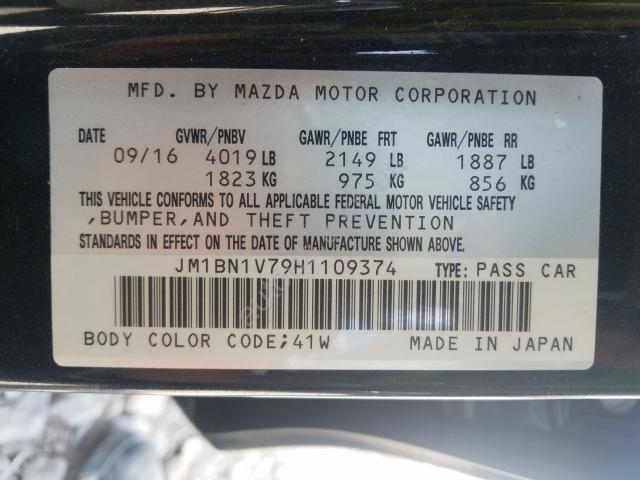 MFD. BY MAZDA MOTOR CORPORATION
DATE GVWR/PNBV GAWR/PNBE FRT GAWR/PNBE RR
09/16 4019 LB 2149 LB 1887 LB
1823 KG 975 KG 856 KG
THIS VEHICLE CONFORMS TO ALL APPLICABLE FEDERAL MOTOR VEHICLE SAFETY
,BUMPER,AND THEFT PREVENTION
STANDARDS IN EFFECT ON THE DATE OF MANUFACTURE SHOWN ABOVE.
JM1BN1V79H1109374 TYPE: PASS CAR
BODY COLOR CODE;41W MADE IN JAPAN